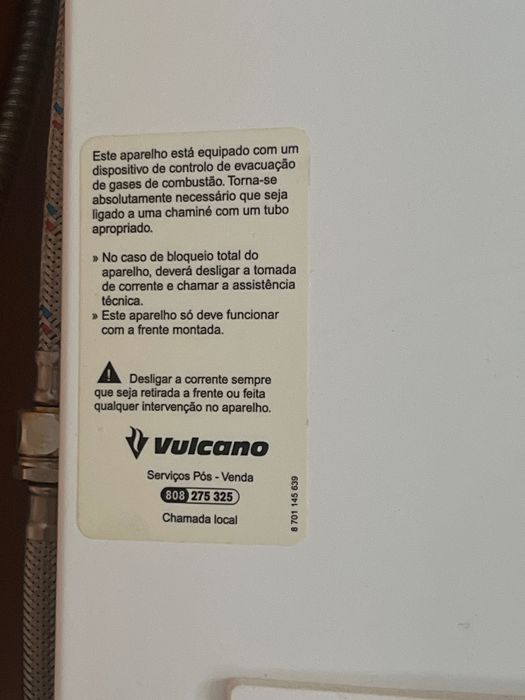 Este aparelho está equipado com um
dispositivo de controlo de evacuação
de gases de combustão. Torna-se
absolutamente necessário que seja
ligado a uma chaminé com um tubo
apropriado.
» No caso de bloqueio total do
aparelho, deverá desligar a tomada
de corrente e chamar a assistência
técnica.
» Este aparelho só deve funcionar
com a frente montada.
Desligar a corrente sempre
que seja retirada a frente ou feita
qualquer intervenção no aparelho.
Vulcano
Serviços Pós - Venda
808 275 325
Chamada local
8 701 145 639